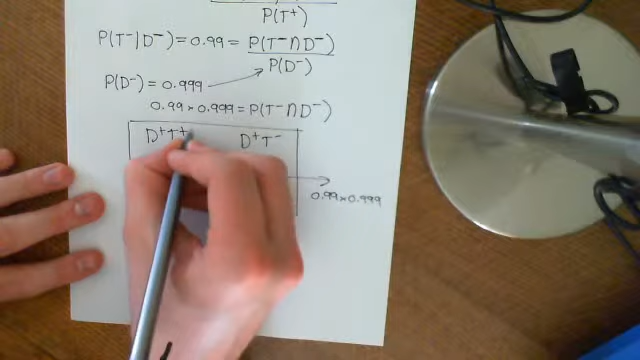 P(T⁺)
P(T⁻|D⁻) = 0.99 = P(T⁻∩D⁻)
P(D⁻)
P(D⁻) = 0.999
0.99 × 0.999 = P(T⁻∩D⁻)
D⁺T⁺ D⁺T⁻
0.99 × 0.999